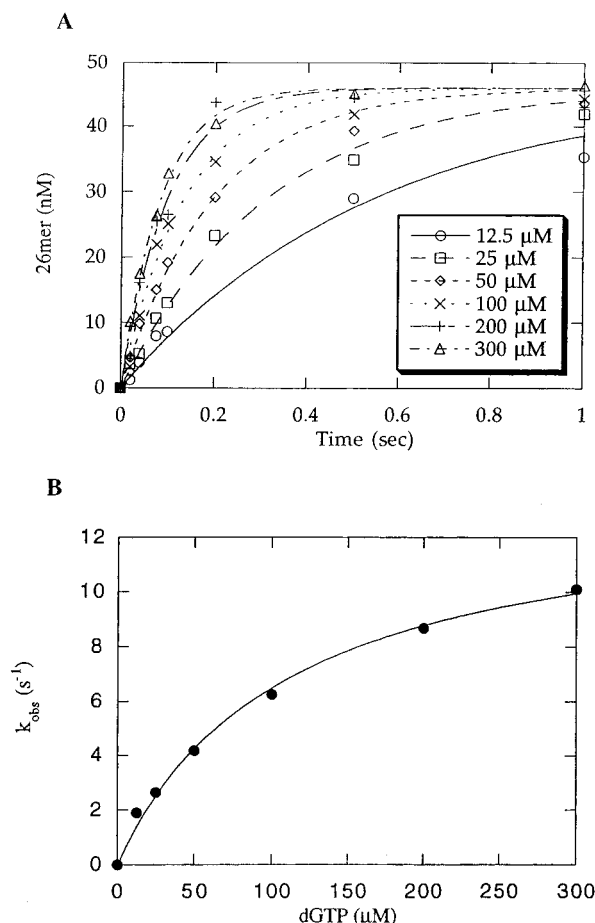 A
50
40
30
20
10
0
26mer (nM)
12.5 μM
25 μM
50 μM
100 μM
200 μM
300 μM
0 0.2 0.4 0.6 0.8 1
Time (sec)
B
12
10
8
6
4
2
0
kobs (s-1)
0 50 100 150 200 250 300
dGTP (μM)